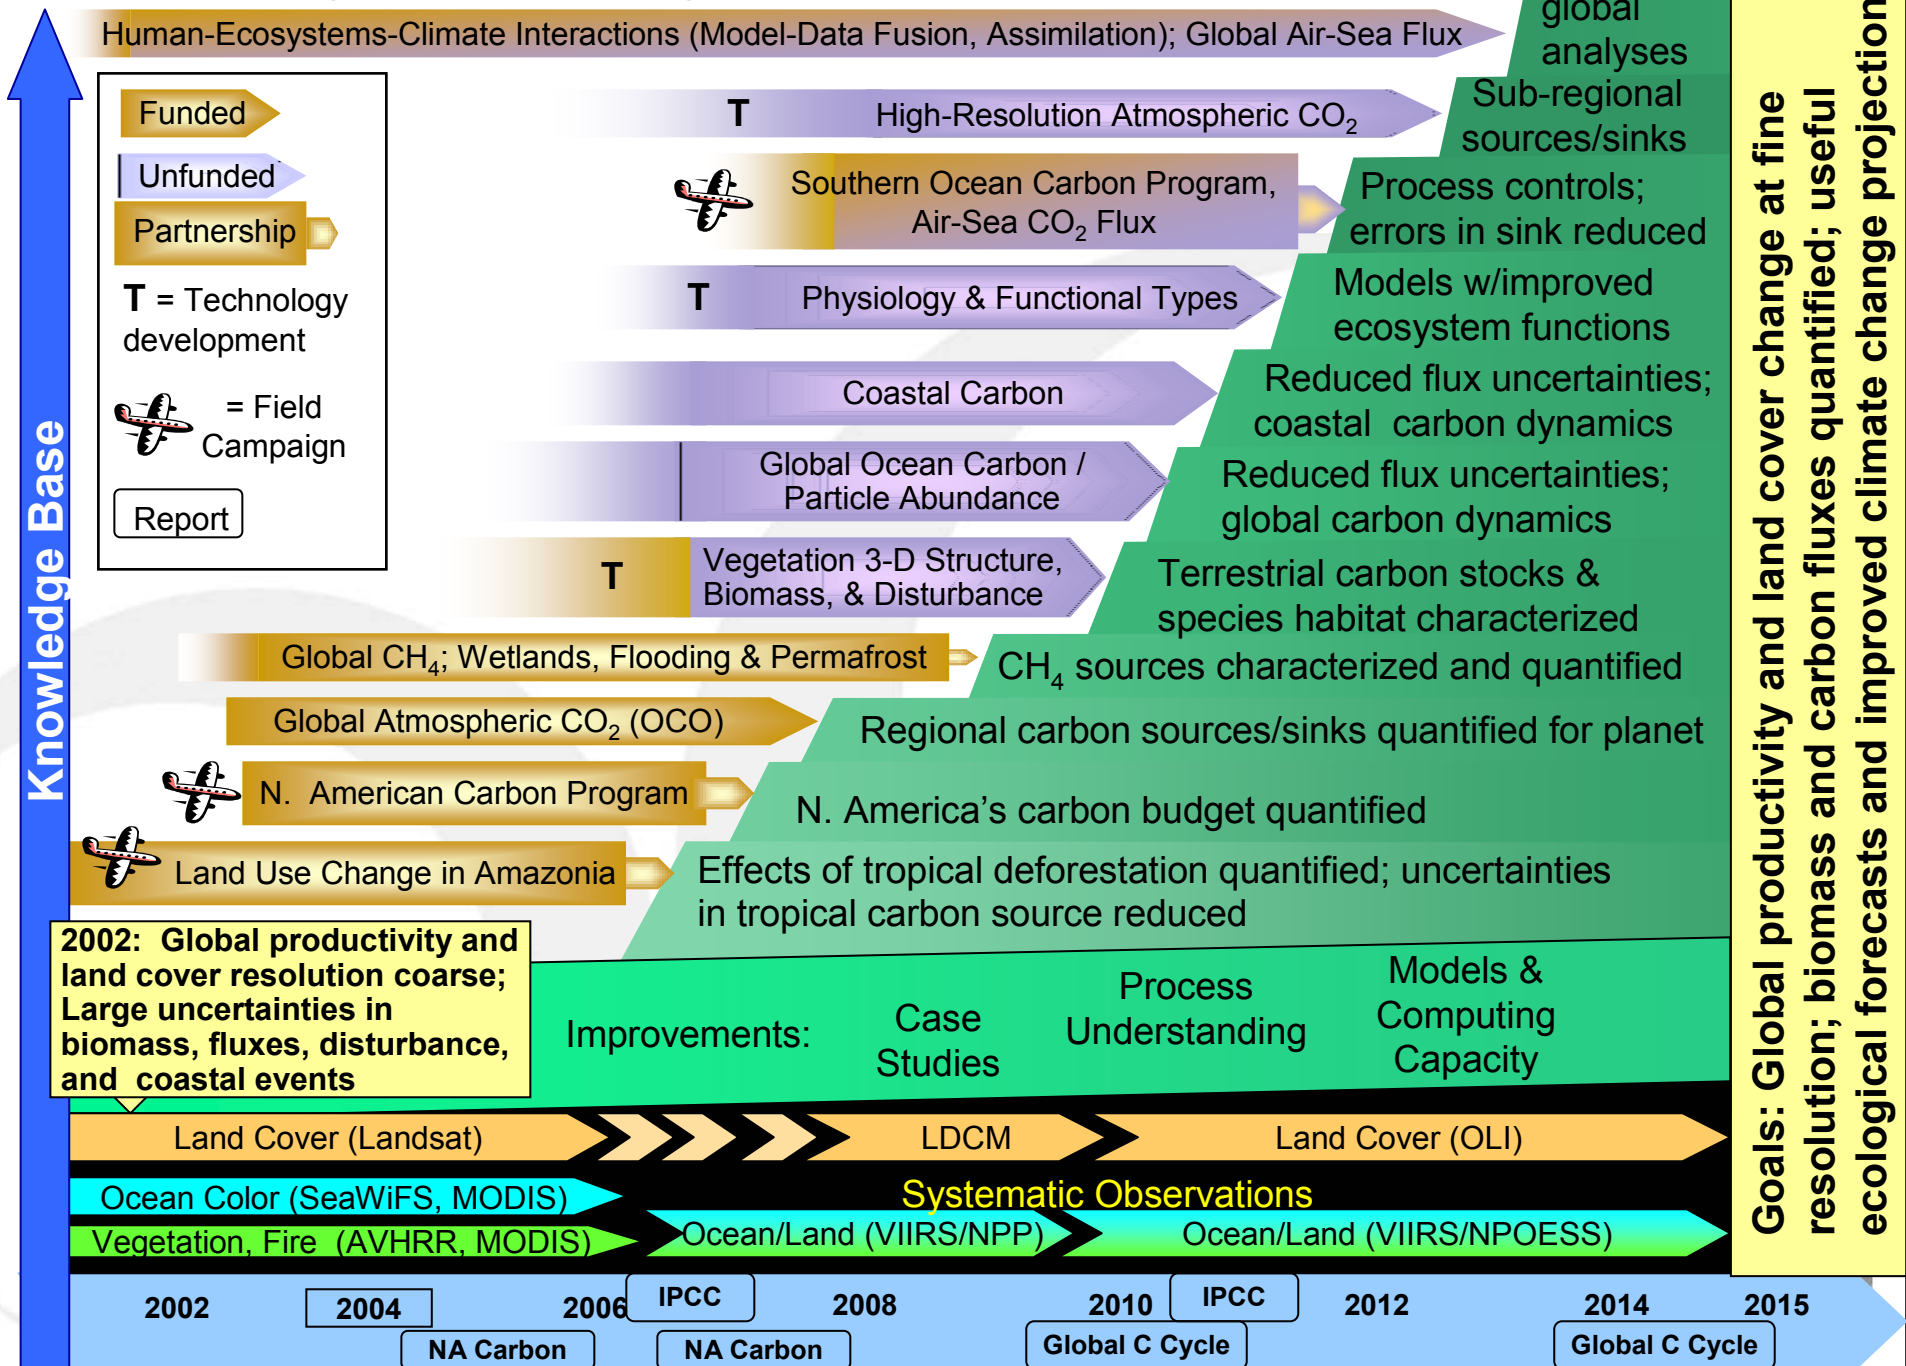 Human-Ecosystems-Climate Interactions (Model-Data Fusion, Assimilation); Global Air-Sea Flux
global
analyses
Funded
Unfunded
Partnership
T = Technology
development
= Field
Campaign
Report
T
High-Resolution Atmospheric CO2
Sub-regional
sources/sinks
Southern Ocean Carbon Program,
Air-Sea CO2 Flux
Process controls;
errors in sink reduced
T
Physiology & Functional Types
Models w/improved
ecosystem functions
Coastal Carbon
Reduced flux uncertainties;
coastal carbon dynamics
Global Ocean Carbon /
Particle Abundance
Reduced flux uncertainties;
global carbon dynamics
T
Vegetation 3-D Structure,
Biomass, & Disturbance
Terrestrial carbon stocks &
species habitat characterized
Global CH4; Wetlands, Flooding & Permafrost
CH4 sources characterized and quantified
Global Atmospheric CO2 (OCO)
Regional carbon sources/sinks quantified for planet
N. American Carbon Program
N. America's carbon budget quantified
Land Use Change in Amazonia
Effects of tropical deforestation quantified; uncertainties
in tropical carbon source reduced
Knowledge Base
2002: Global productivity and
land cover resolution coarse;
Large uncertainties in
biomass, fluxes, disturbance,
and coastal events
Improvements:
Case
Studies
Process
Understanding
Models &
Computing
Capacity
Land Cover (Landsat)
LDCM
Land Cover (OLI)
Ocean Color (SeaWiFS, MODIS)
Systematic Observations
Vegetation, Fire (AVHRR, MODIS)
Ocean/Land (VIIRS/NPP)
Ocean/Land (VIIRS/NPOESS)
2002
2004
2006
IPCC
2008
2010
IPCC
2012
2014
2015
NA Carbon
NA Carbon
Global C Cycle
Global C Cycle
Goals: Global productivity and land cover change at fine
resolution; biomass and carbon fluxes quantified; useful
ecological forecasts and improved climate change projection